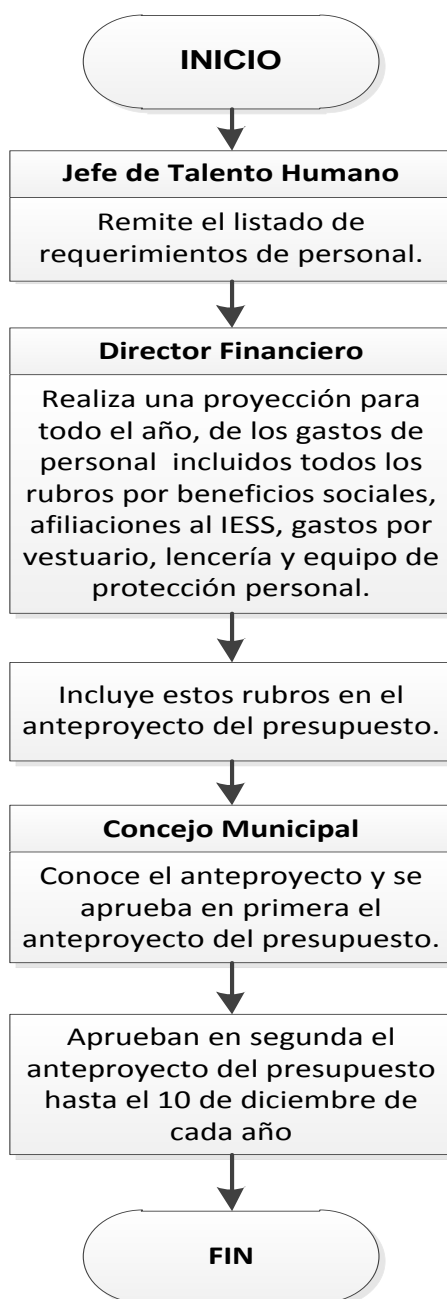 INICIO
Jefe de Talento Humano
Remite el listado de
requerimientos de personal.
Director Financiero
Realiza una proyección para
todo el año, de los gastos de
personal incluidos todos los
rubros por beneficios sociales,
afiliaciones al IESS, gastos por
vestuario, lencería y equipo de
protección personal.
Incluye estos rubros en el
anteproyecto del presupuesto.
Concejo Municipal
Conoce el anteproyecto y se
aprueba en primera el
anteproyecto del presupuesto.
Aprueban en segunda el
anteproyecto del presupuesto
hasta el 10 de diciembre de
cada año
FIN